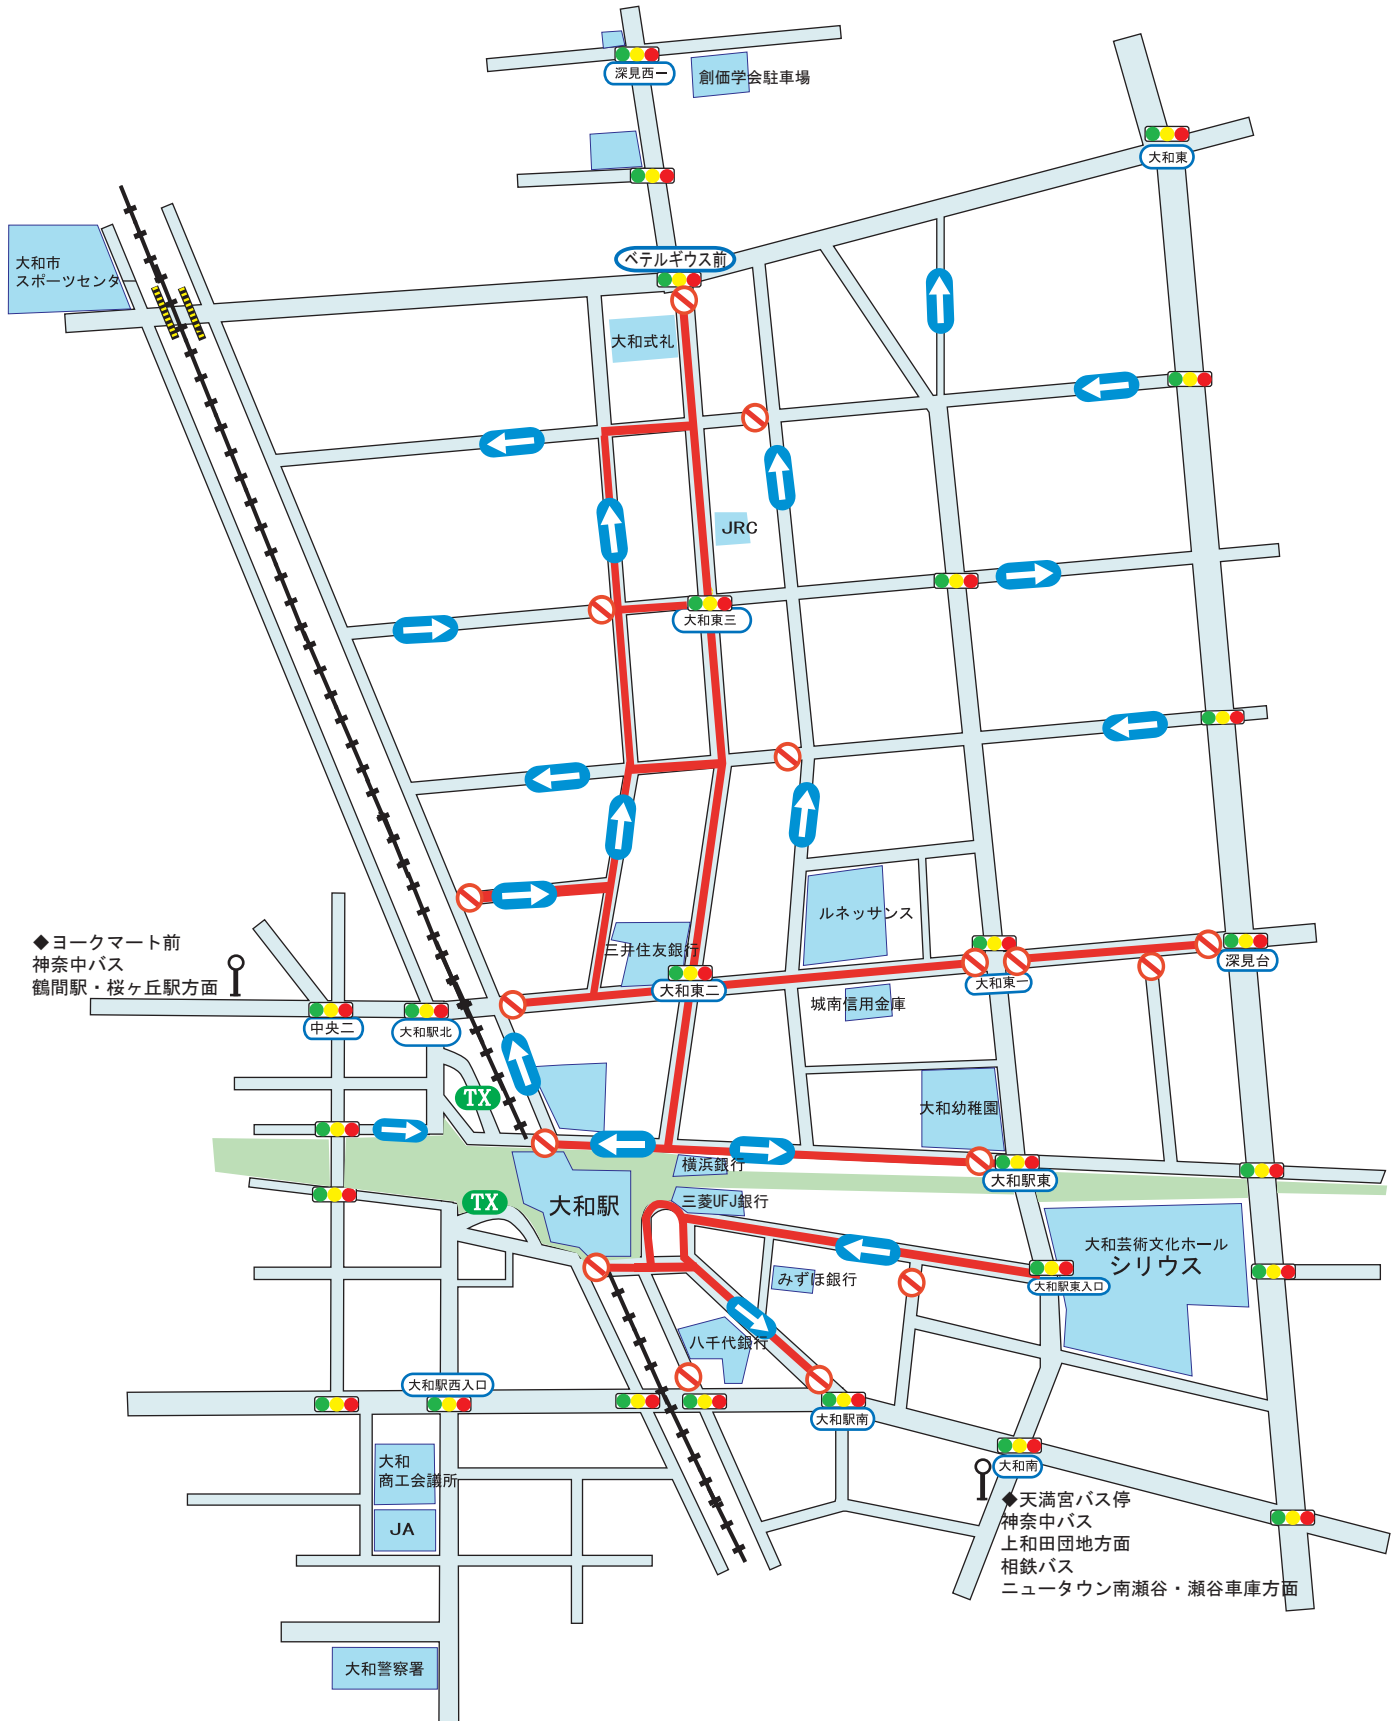 深見西一
創価学会駐車場
大和東
大和市
スポーツセンター
ベテルギウス前
大和式礼
JRC
大和東三
ルネッサンス
◆ヨークマート前
神奈中バス
鶴間駅・桜ヶ丘駅方面
三井住友銀行
深見台
大和東二
大和東一
城南信用金庫
中央二
大和駅北
TX
大和幼稚園
横浜銀行
大和駅東
TX
大和駅
三菱UFJ銀行
大和芸術文化ホール
シリウス
みずほ銀行
大和駅東入口
八千代銀行
大和駅西入口
大和駅南
大和
商工会議所
大和南
JA
◆天満宮バス停
神奈中バス
上和田団地方面
相鉄バス
ニュータウン南瀬谷・瀬谷車庫方面
大和警察署